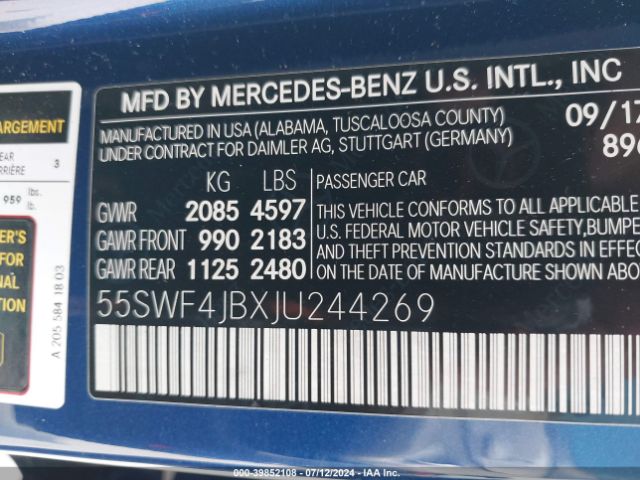 MFD BY MERCEDES-BENZ U.S. INTL., INC
MANUFACTURED IN USA (ALABAMA, TUSCALOOSA COUNTY) 09/17
UNDER CONTRACT FOR DAIMLER AG, STUTTGART (GERMANY) 896
KG LBS PASSENGER CAR
GVWR 2085 4597
GAWR FRONT 990 2183
GAWR REAR 1125 2480
THIS VEHICLE CONFORMS TO ALL APPLICABLE
U.S. FEDERAL MOTOR VEHICLE SAFETY, BUMPE
AND THEFT PREVENTION STANDARDS IN EFFE
ON THE DATE OF MANUFACTURE SHOWN ABO
55SWF4JBXJU244269
ARGEMENT
EAR 3
RRIÈRE
959 lbs.
lb.
ER'S
FOR
NAL
ON
A 205 584 18 03
000-39852108 - 07/12/2024 - IAA Inc.